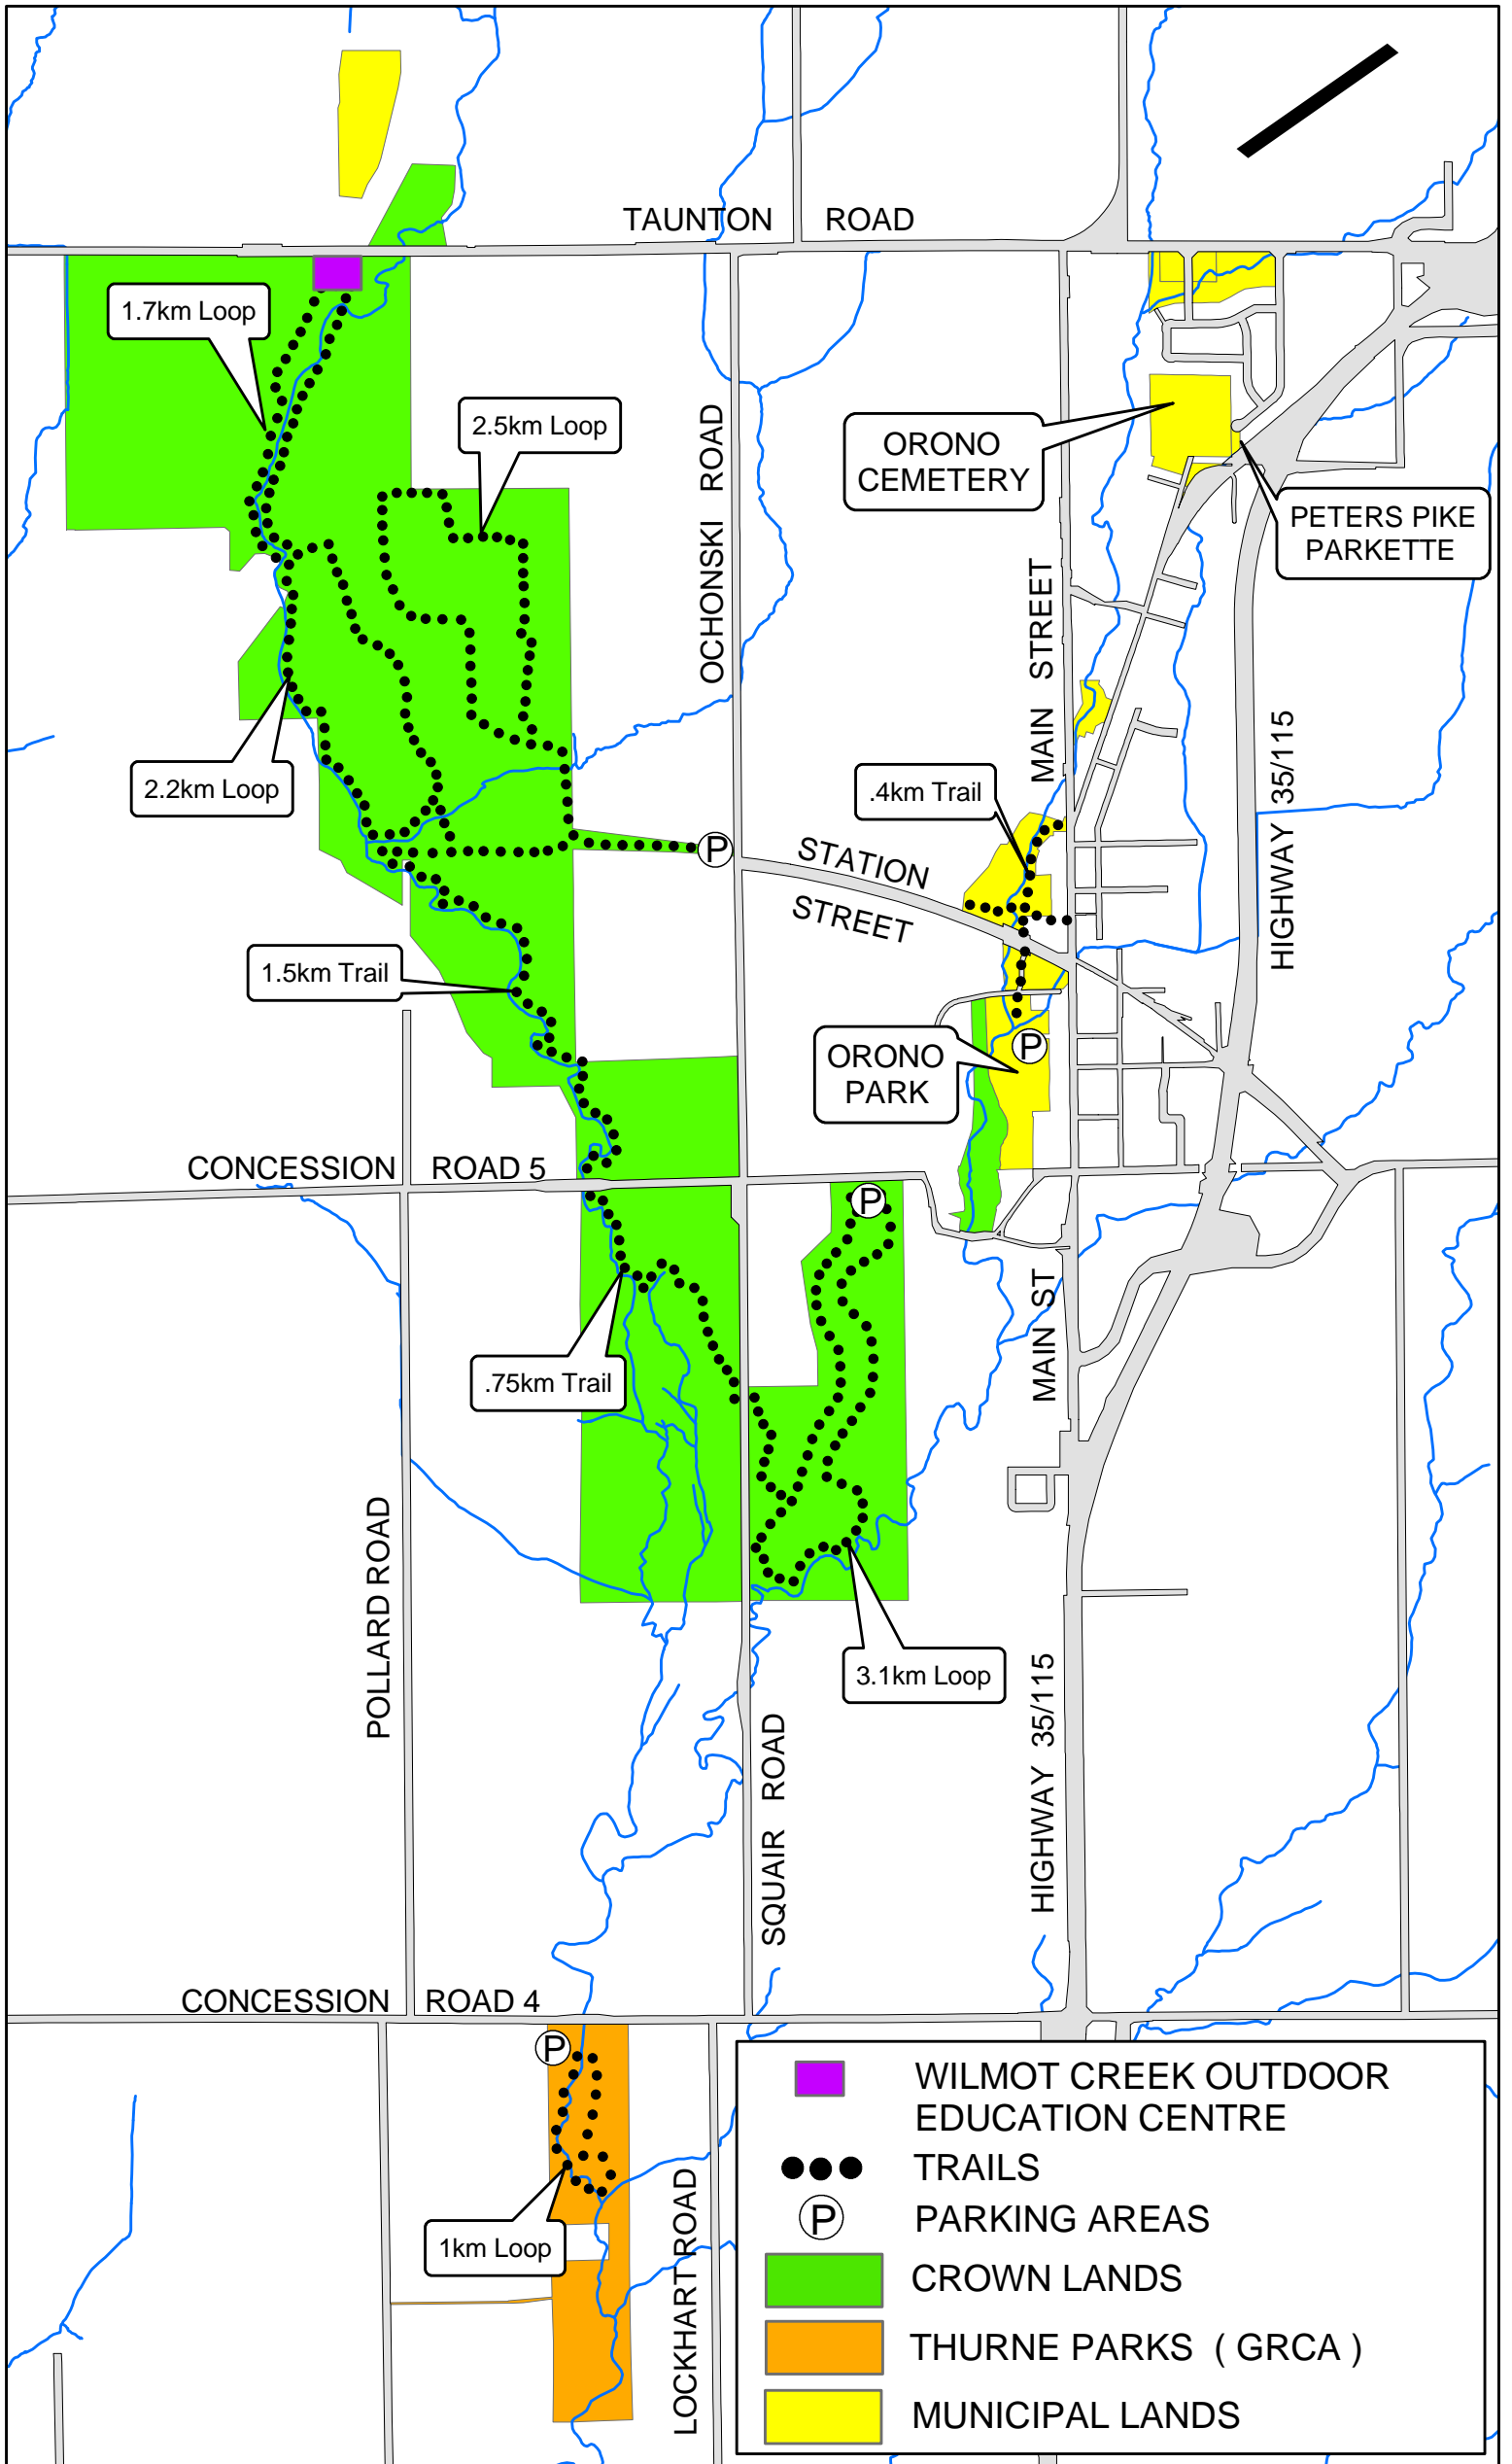 TAUNTON ROAD
1.7km Loop
2.5km Loop
OCHONSKI ROAD
ORONO
CEMETERY
PETERS PIKE
PARKETTE
MAIN STREET
2.2km Loop
.4km Trail
HIGHWAY 35/115
P
STATION
STREET
1.5km Trail
ORONO
PARK
P
CONCESSION ROAD 5
P
.75km Trail
MAIN ST
POLLARD ROAD
3.1km Loop
SQUAIR ROAD
HIGHWAY 35/115
CONCESSION ROAD 4
P
1km Loop
LOCKHART ROAD
WILMOT CREEK OUTDOOR
EDUCATION CENTRE
TRAILS
P PARKING AREAS
CROWN LANDS
THURNE PARKS ( GRCA )
MUNICIPAL LANDS